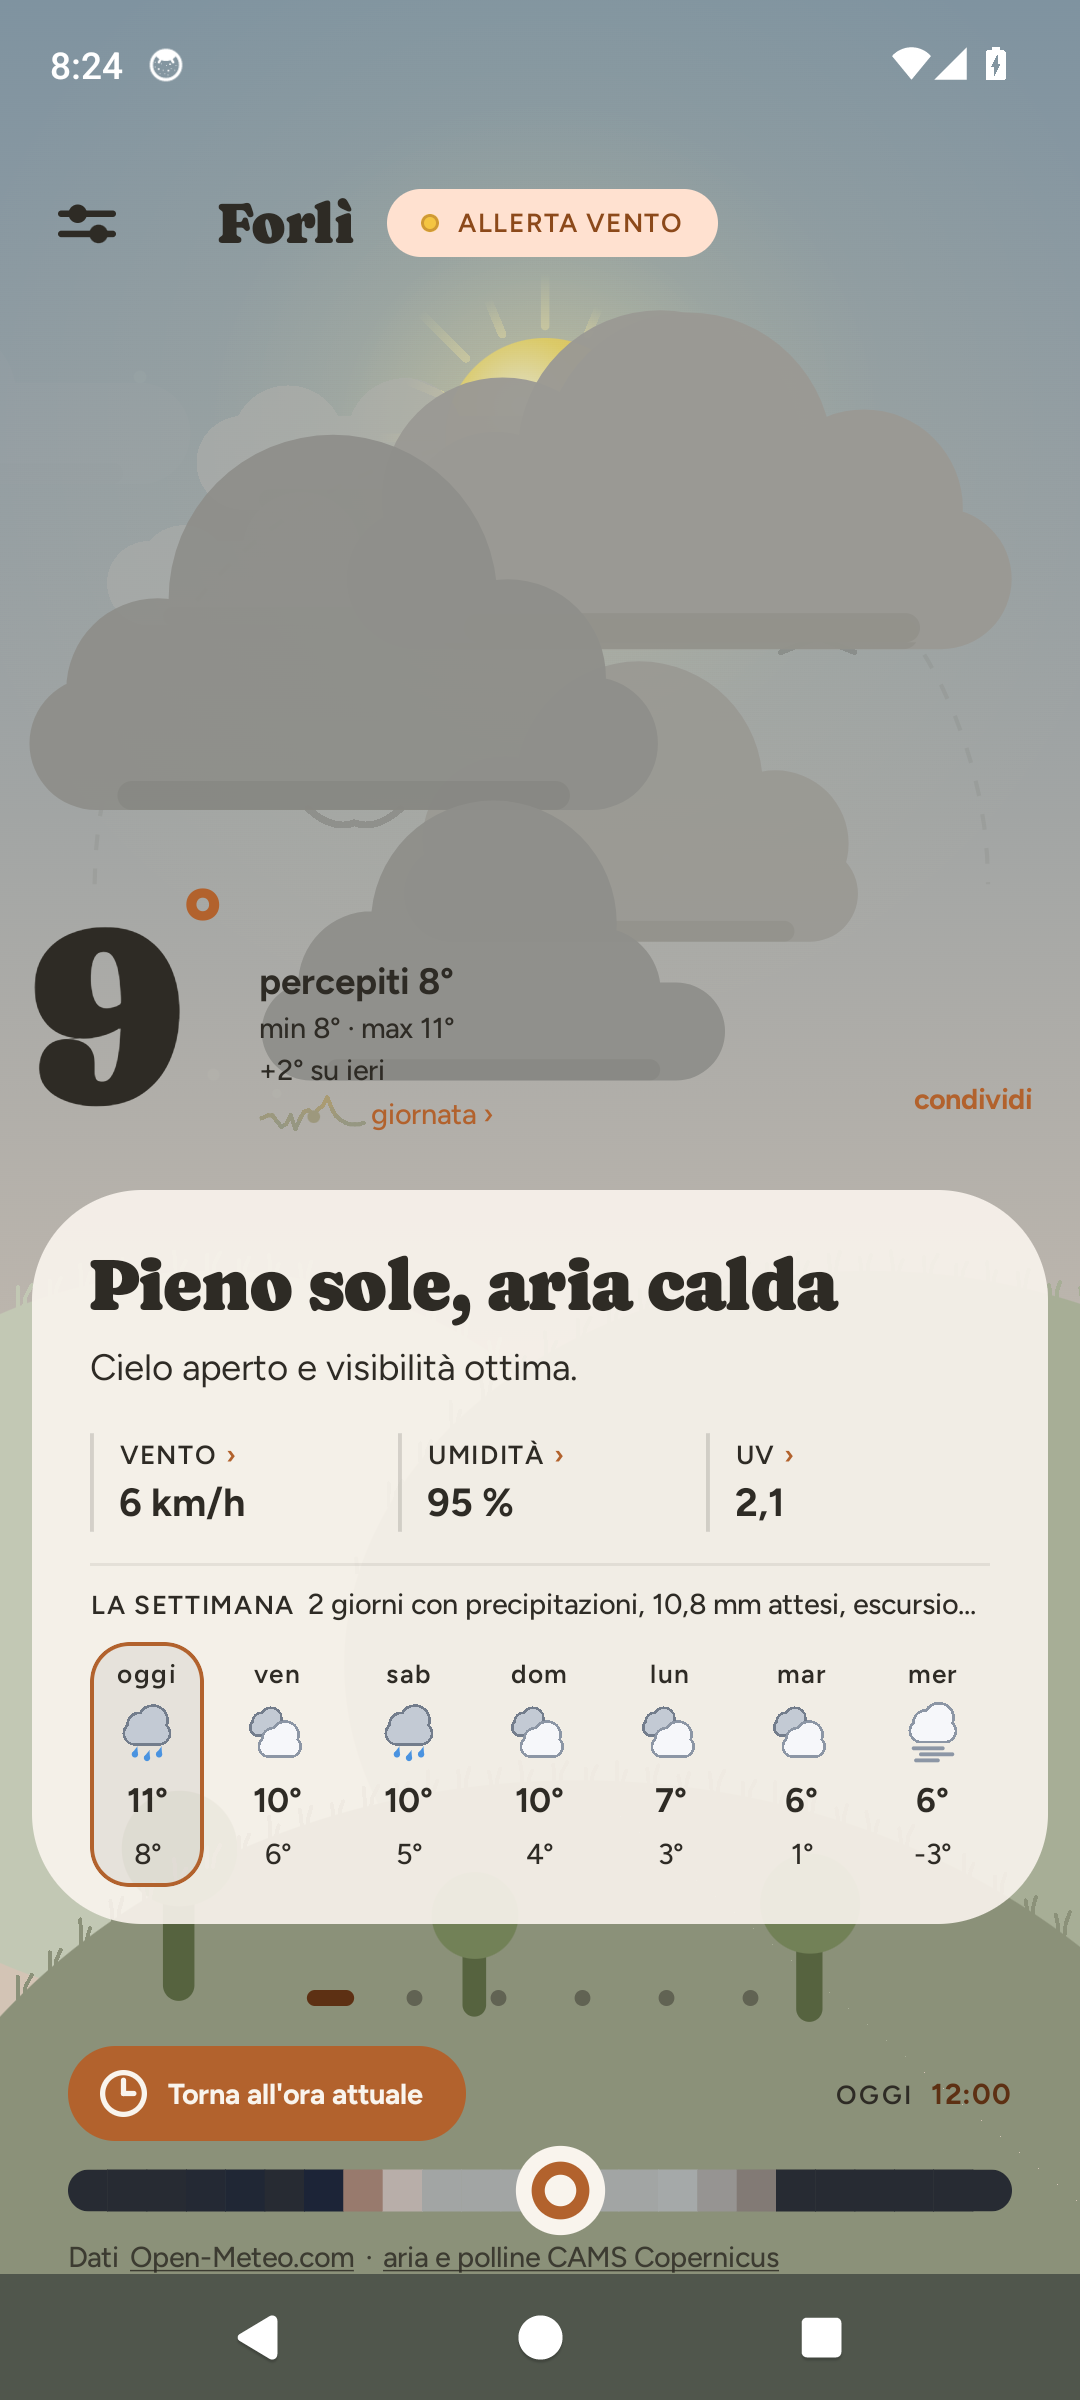 8:24
Forlì
ALLERTA VENTO
9°
percepiti 8°
min 8° · max 11°
+2° su ieri
giornata ›
condividi
Pieno sole, aria calda
Cielo aperto e visibilità ottima.
VENTO › UMIDITÀ › UV ›
6 km/h 95 % 2,1
LA SETTIMANA 2 giorni con precipitazioni, 10,8 mm attesi, escursio...
oggi ven sab dom lun mar mer
11° 10° 10° 10° 7° 6° 6°
8° 6° 5° 4° 3° 1° -3°
Torna all'ora attuale
OGGI 12:00
Dati Open-Meteo.com · aria e polline CAMS Copernicus